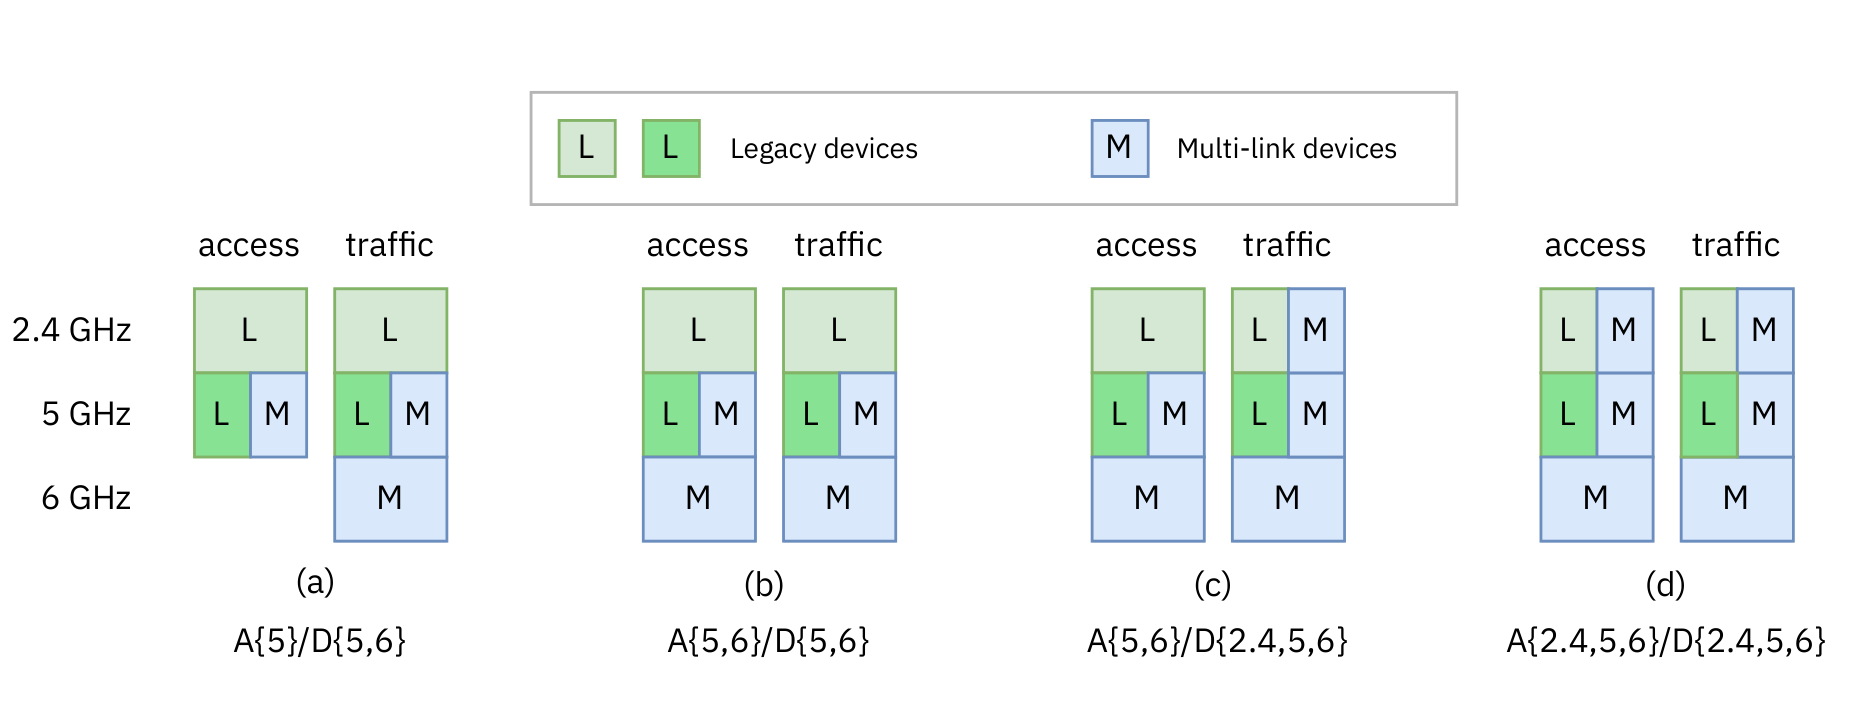 L L Legacy devices M Multi-link devices
access traffic access traffic access traffic access traffic
2.4 GHz L L L L L L M L M L M
5 GHz L M L M L M L M L M L M L M L M
6 GHz M M M M M M M
(a) (b) (c) (d)
A{5}/D{5,6} A{5,6}/D{5,6} A{5,6}/D{2.4,5,6} A{2.4,5,6}/D{2.4,5,6}